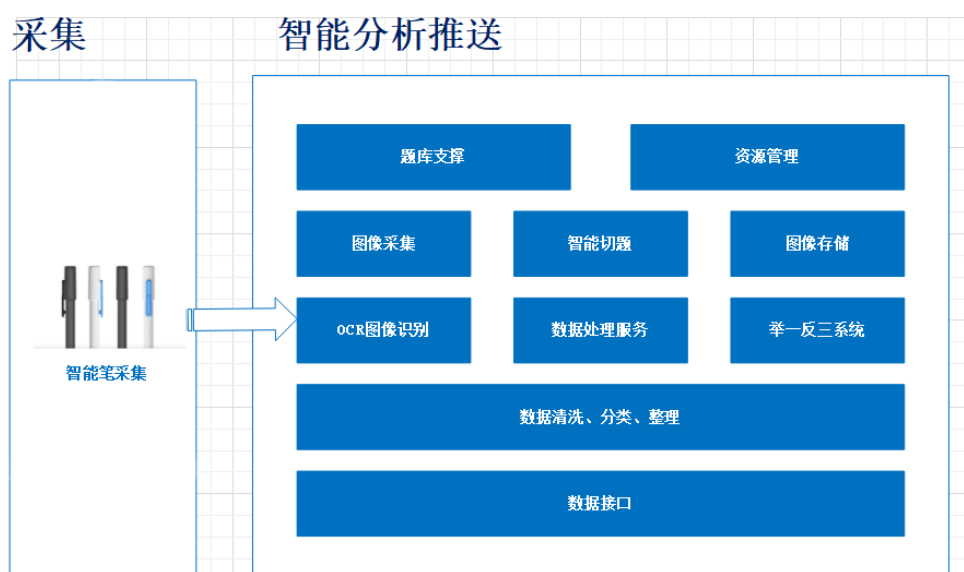 采集
智能分析推送
题库支撑
资源管理
图像采集
智能切题
图像存储
OCR图像识别
数据处理服务
举一反三系统
智能笔采集
数据清洗、分类、整理
数据接口